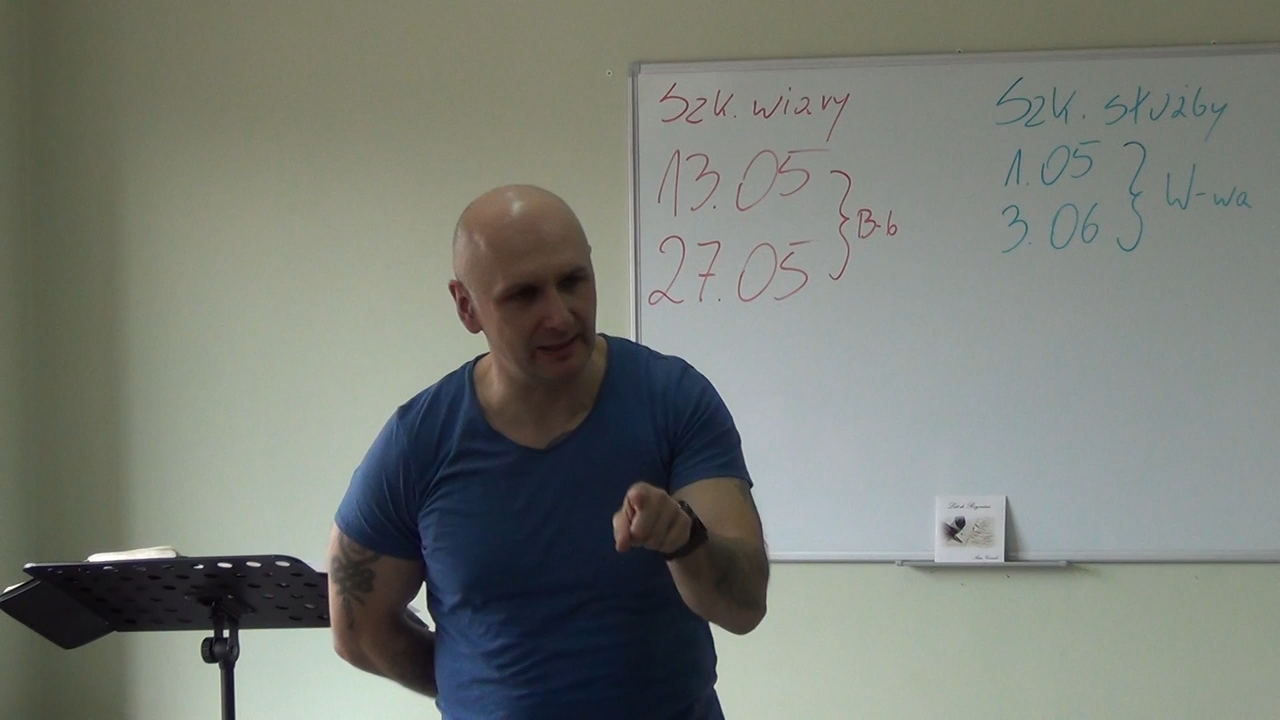 Szk. wiary
13.05
27.05
B-b
Szk. służby
1.05
3.06
W-wa